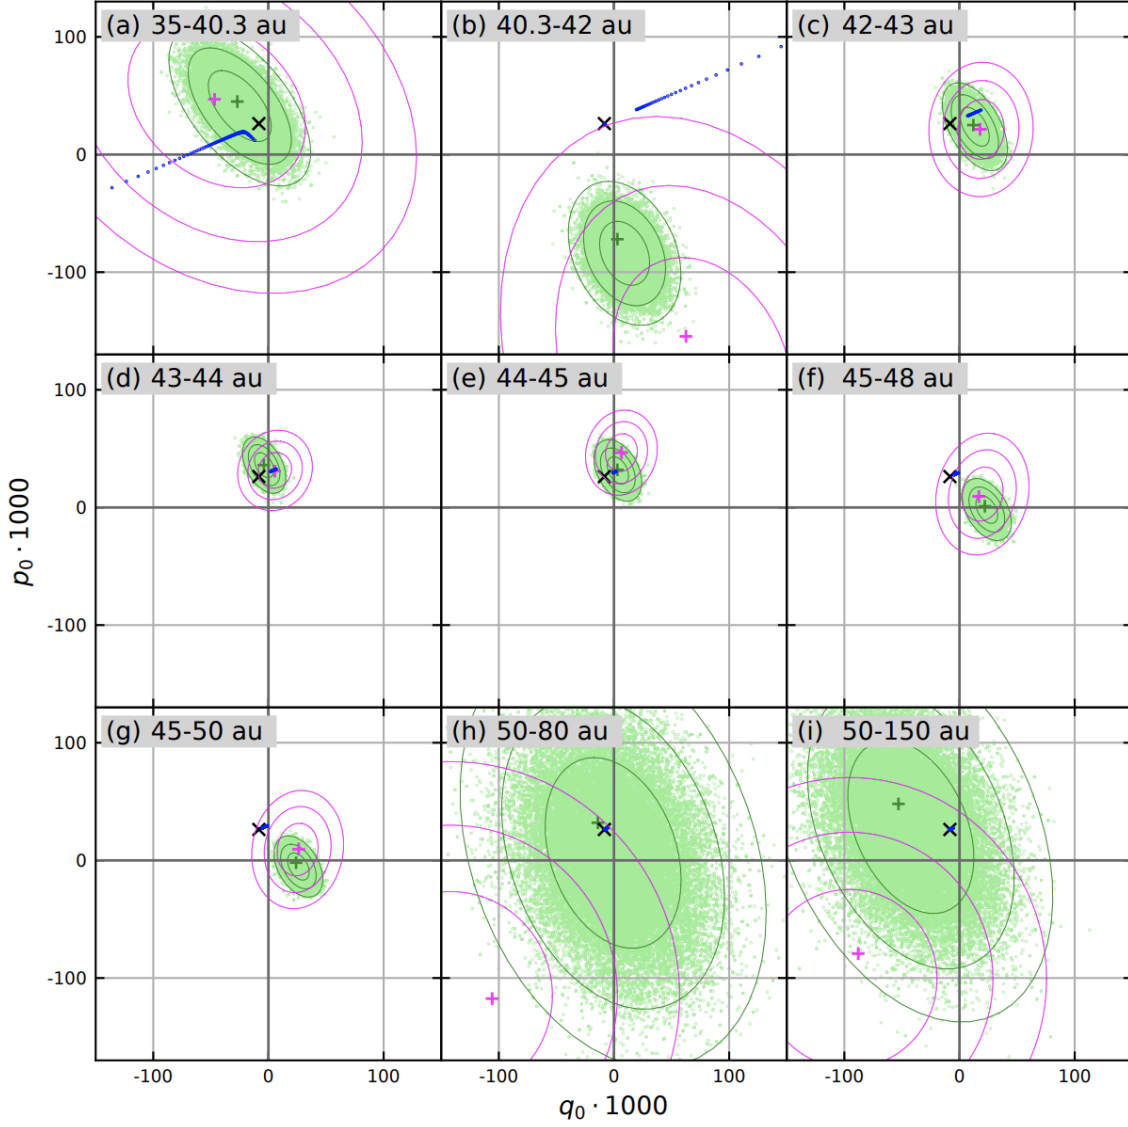 (a) 35-40.3 au
(b) 40.3-42 au
(c) 42-43 au
100
0
-100
(d) 43-44 au
(e) 44-45 au
(f) 45-48 au
100
0
-100
p₀ · 1000
(g) 45-50 au
(h) 50-80 au
(i) 50-150 au
100
0
-100
-100 0 100 -100 0 100 -100 0 100
q₀ · 1000